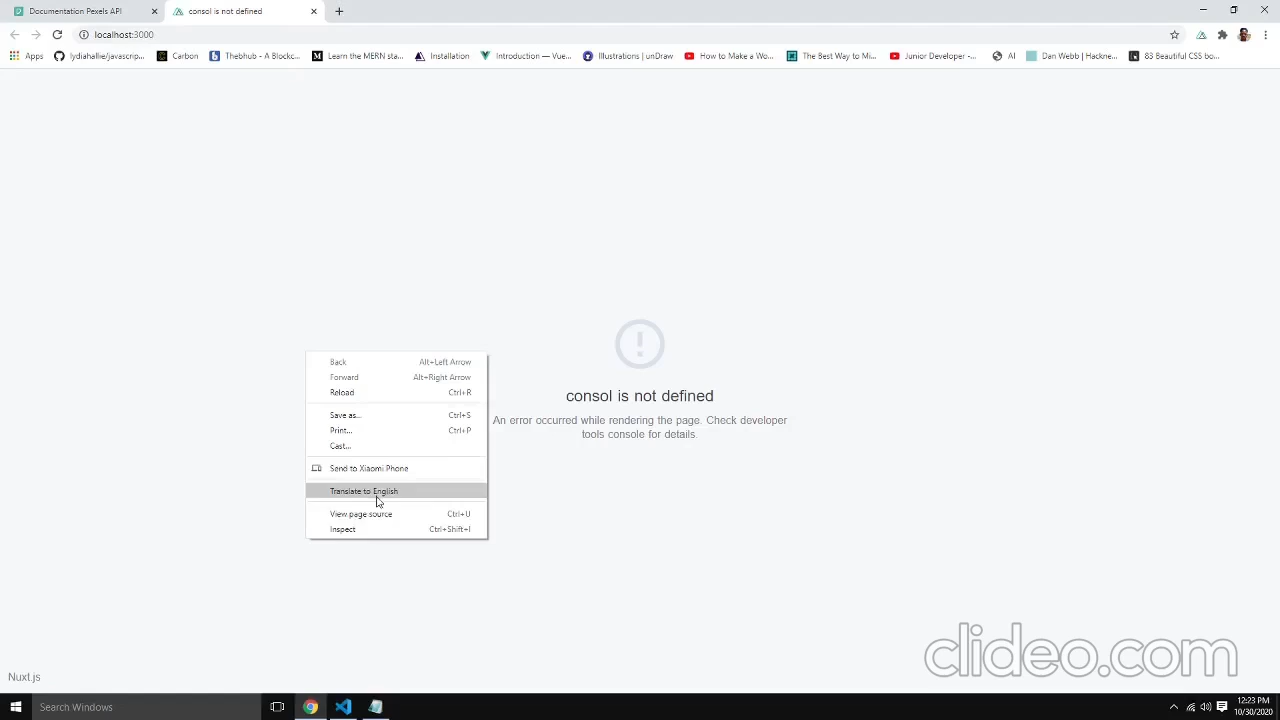 Documentation Pexels API
consol is not defined
localhost:3000
Apps
lydiahallie/javascrip...
Carbon
Thebhub - A Blockc...
Learn the MERN sta...
Installation
Introduction — Vue...
Illustrations | unDraw
How to Make a Wo...
The Best Way to Mi...
Junior Developer -...
AI
Dan Webb | Hackne...
83 Beautiful CSS bo...
Back Alt+Left Arrow
Forward Alt+Right Arrow
Reload Ctrl+R
Save as... Ctrl+S
Print... Ctrl+P
Cast...
Send to Xiaomi Phone
Translate to English
View page source Ctrl+U
Inspect Ctrl+Shift+I
consol is not defined
An error occurred while rendering the page. Check developer
tools console for details.
clideo.com
Nuxt.js
Search Windows
12:23 PM
10/30/2020